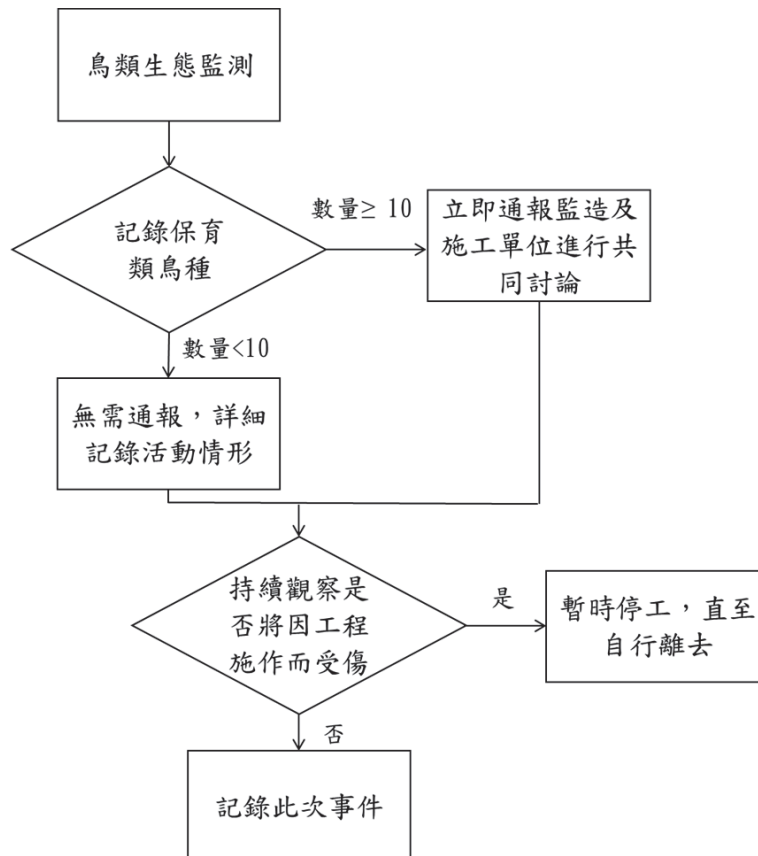 鳥類生態監測
記錄保育
類鳥種
數量≥ 10
立即通報監造及
施工單位進行共
同討論
數量<10
無需通報，詳細
記錄活動情形
持續觀察是
否將因工程
施作而受傷
是
暫時停工，直至
自行離去
否
記錄此次事件